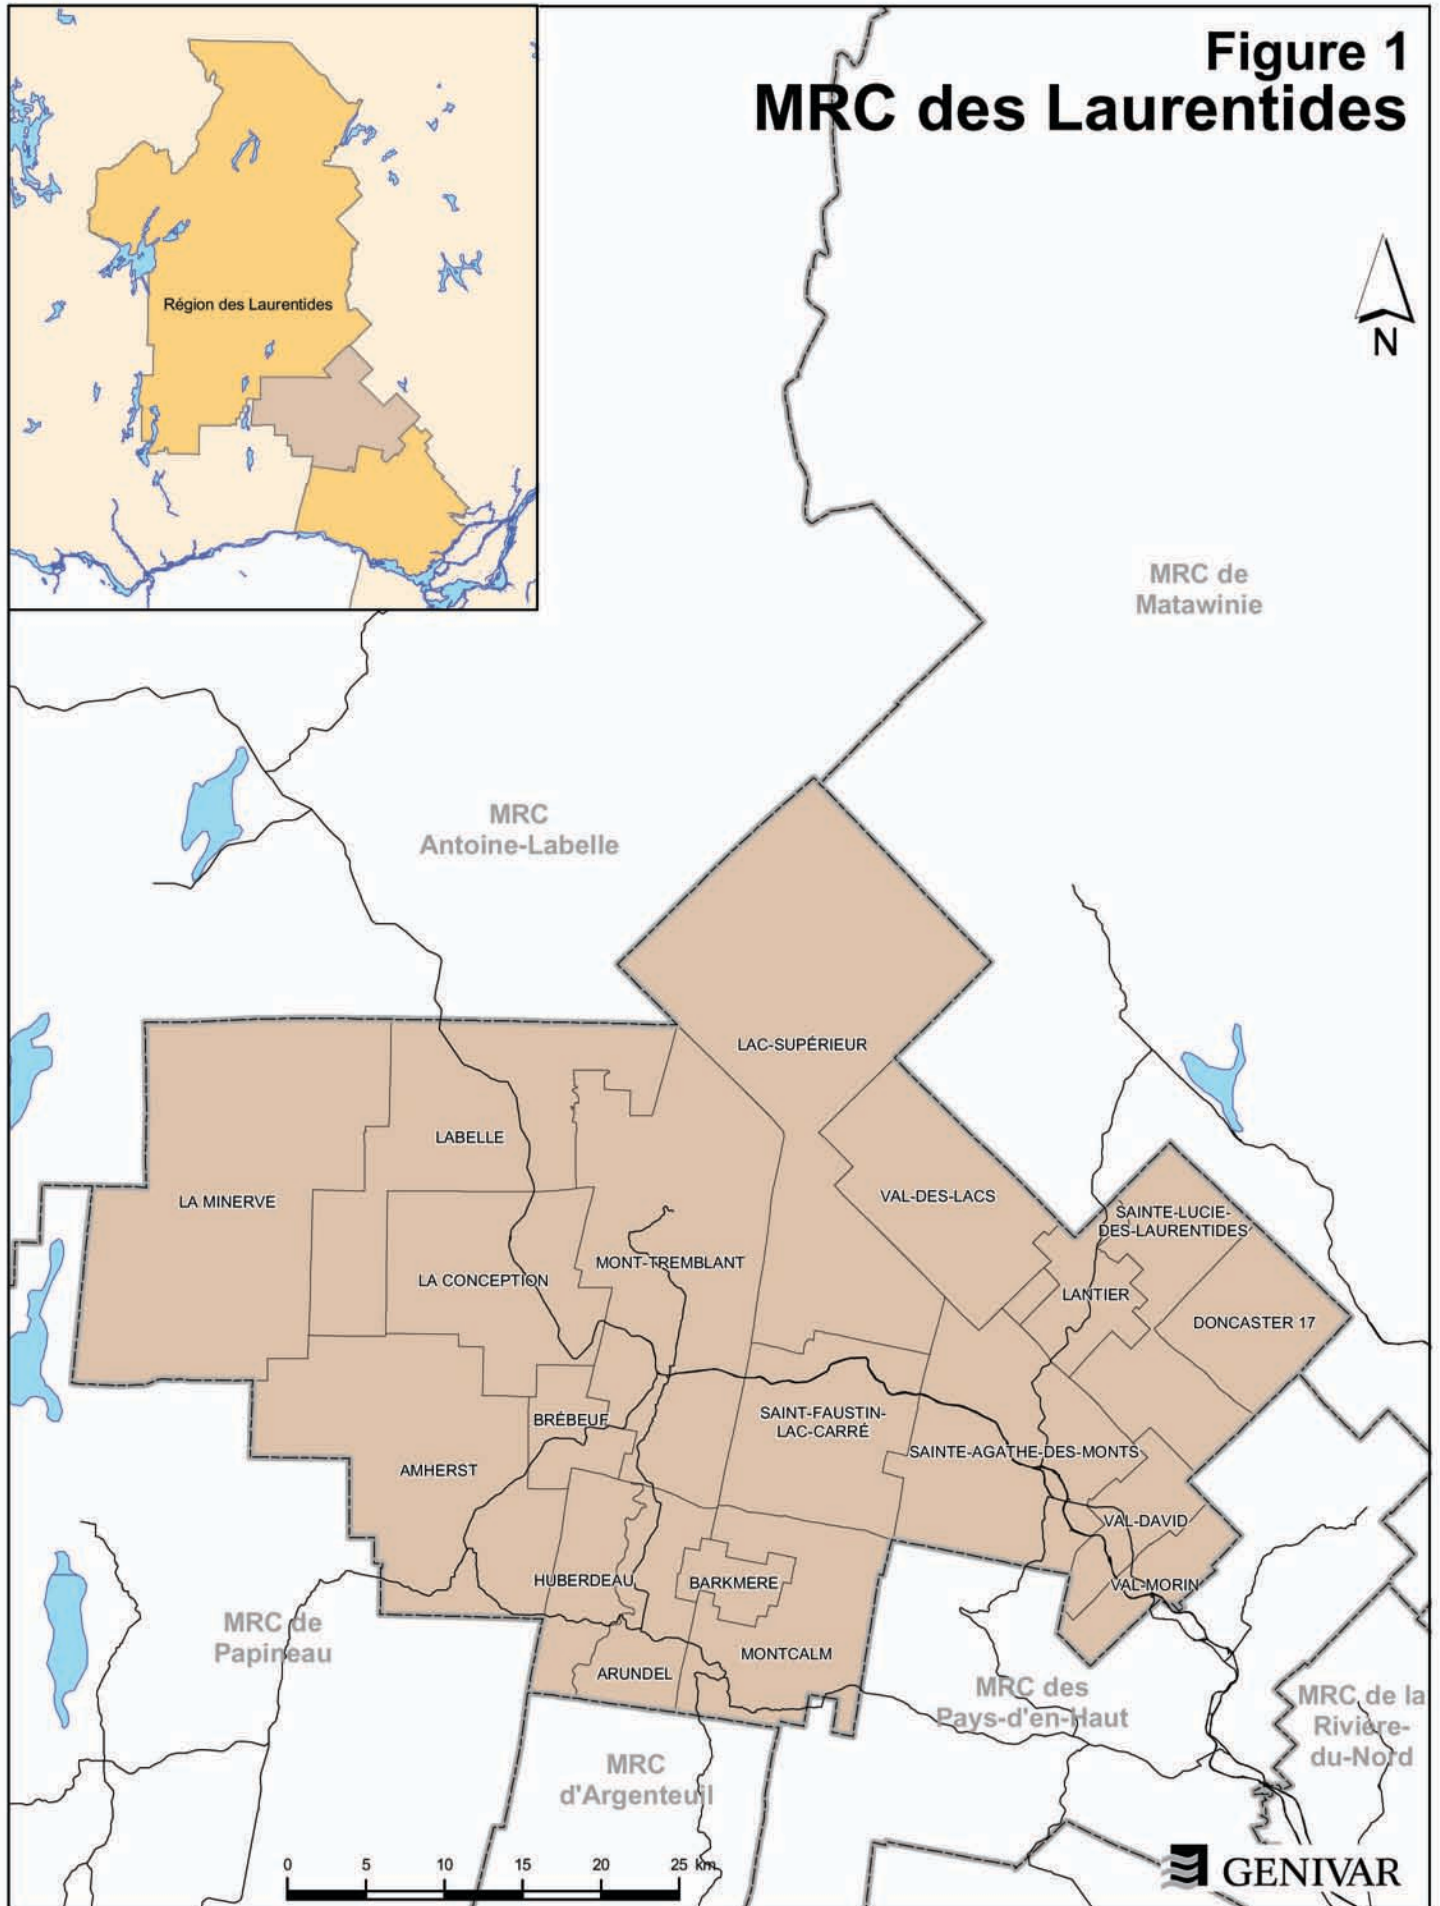 Figure 1
MRC des Laurentides
Région des Laurentides
N
MRC de
Matawinie
MRC
Antoine-Labelle
LAC-SUPÉRIEUR
LABELLE
LA MINERVE
VAL-DES-LACS
SAINTE-LUCIE-
DES-LAURENTIDES
MONT-TREMBLANT
LA CONCEPTION
LANTIER
DONCASTER 17
BRÉBEUF
SAINT-FAUSTIN-
LAC-CARRÉ
SAINTE-AGATHE-DES-MONTS
AMHERST
VAL-DAVID
HUBERDEAU
BARKMERE
VAL-MORIN
MRC de
Papineau
MONTCALM
ARUNDEL
MRC des
Pays-d'en-Haut
MRC de la
Rivière-
du-Nord
MRC
d'Argenteuil
0 5 10 15 20 25 km
GENIVAR